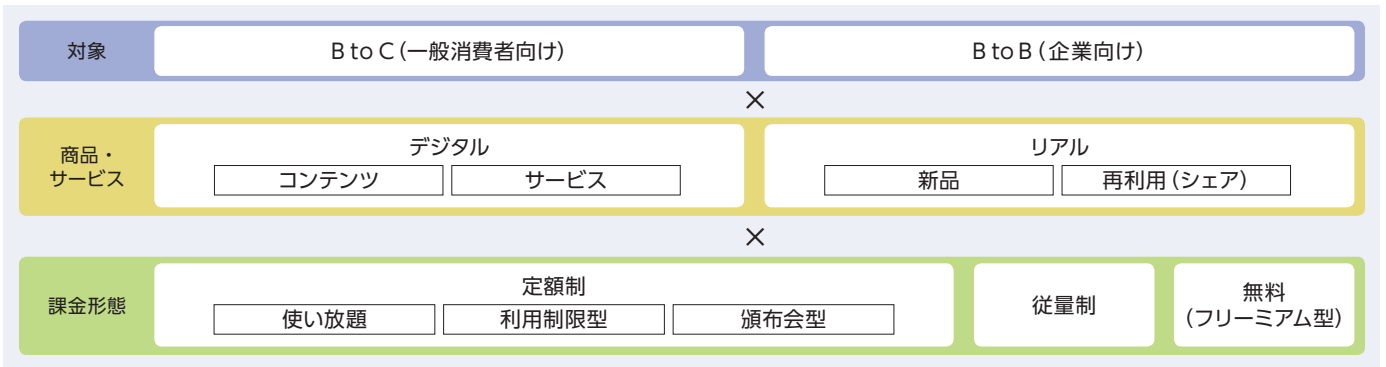 対象
B to C(一般消費者向け)
B to B(企業向け)
×
商品・
サービス
デジタル
コンテンツ
サービス
リアル
新品
再利用(シェア)
×
課金形態
定額制
使い放題
利用制限型
頒布会型
従量制
無料
(フリーミアム型)